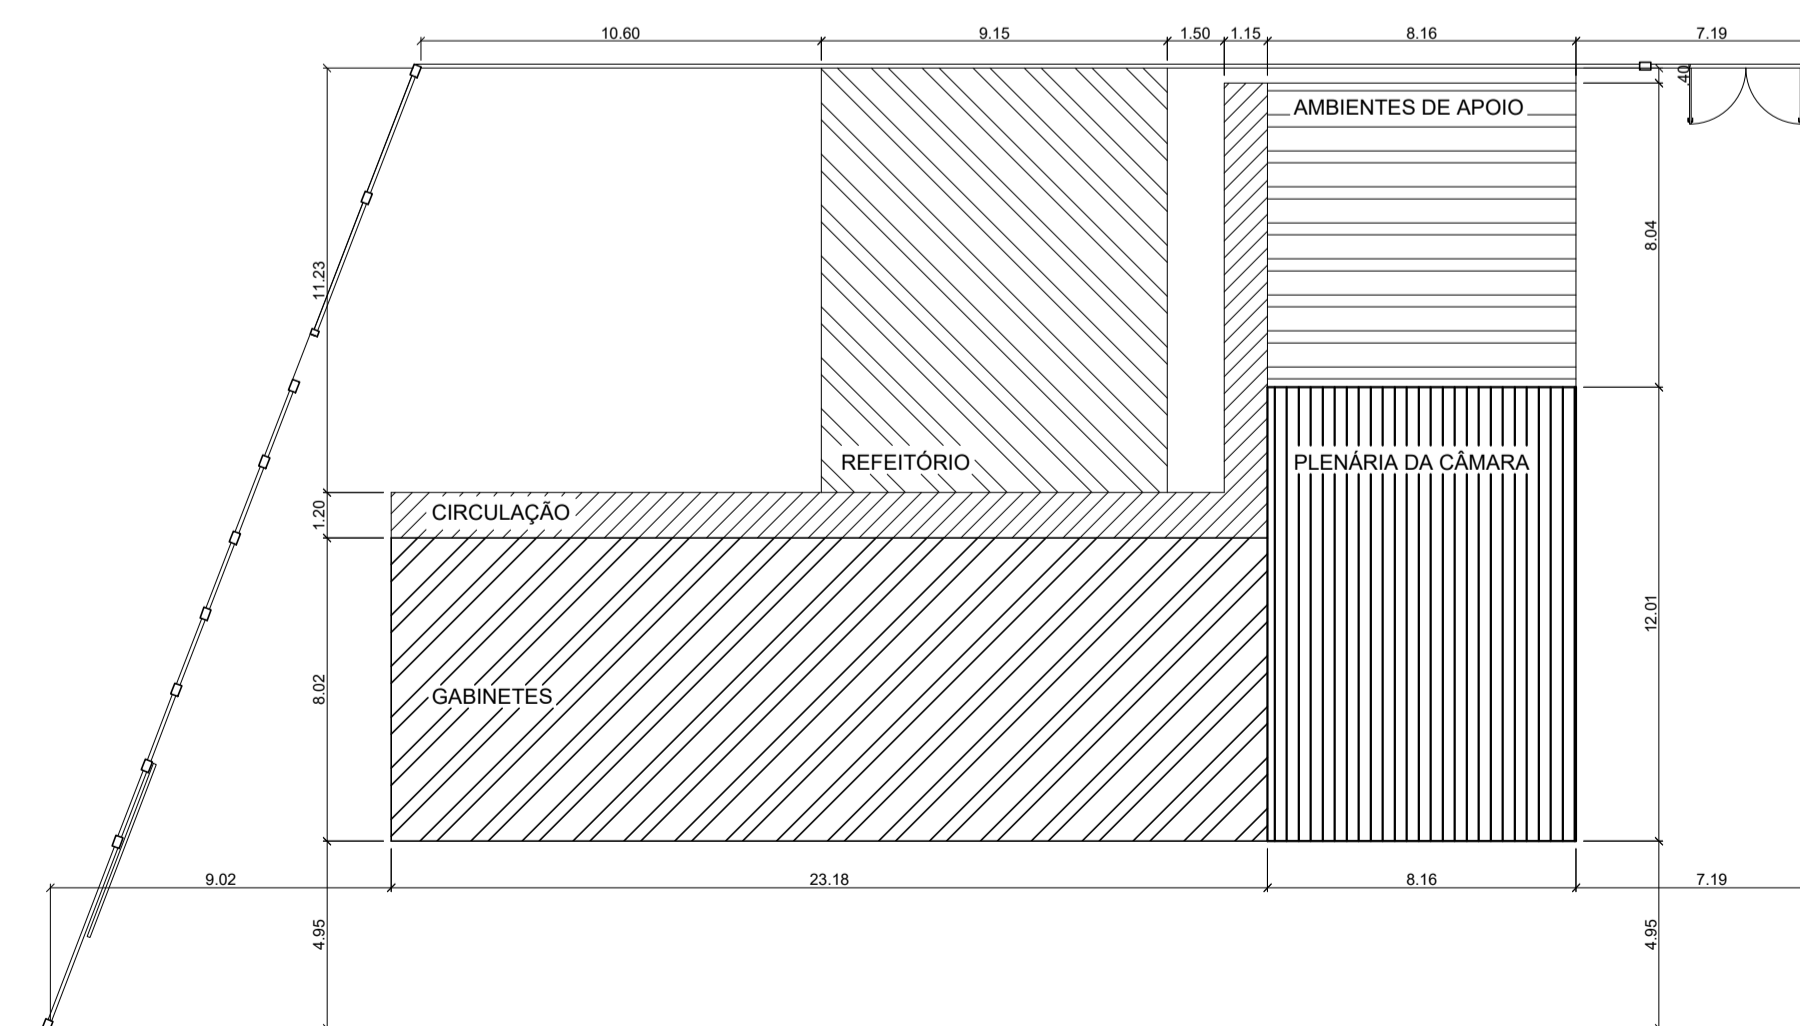 10.60 9.15 1.50 1.15 8.16 7.19
.40
AMBIENTES DE APOIO
8.04
11.23
REFEITÓRIO
PLENÁRIA DA CÂMARA
CIRCULAÇÃO
1.20
12.01
GABINETES
8.02
9.02 23.18 8.16 7.19
4.95 4.95